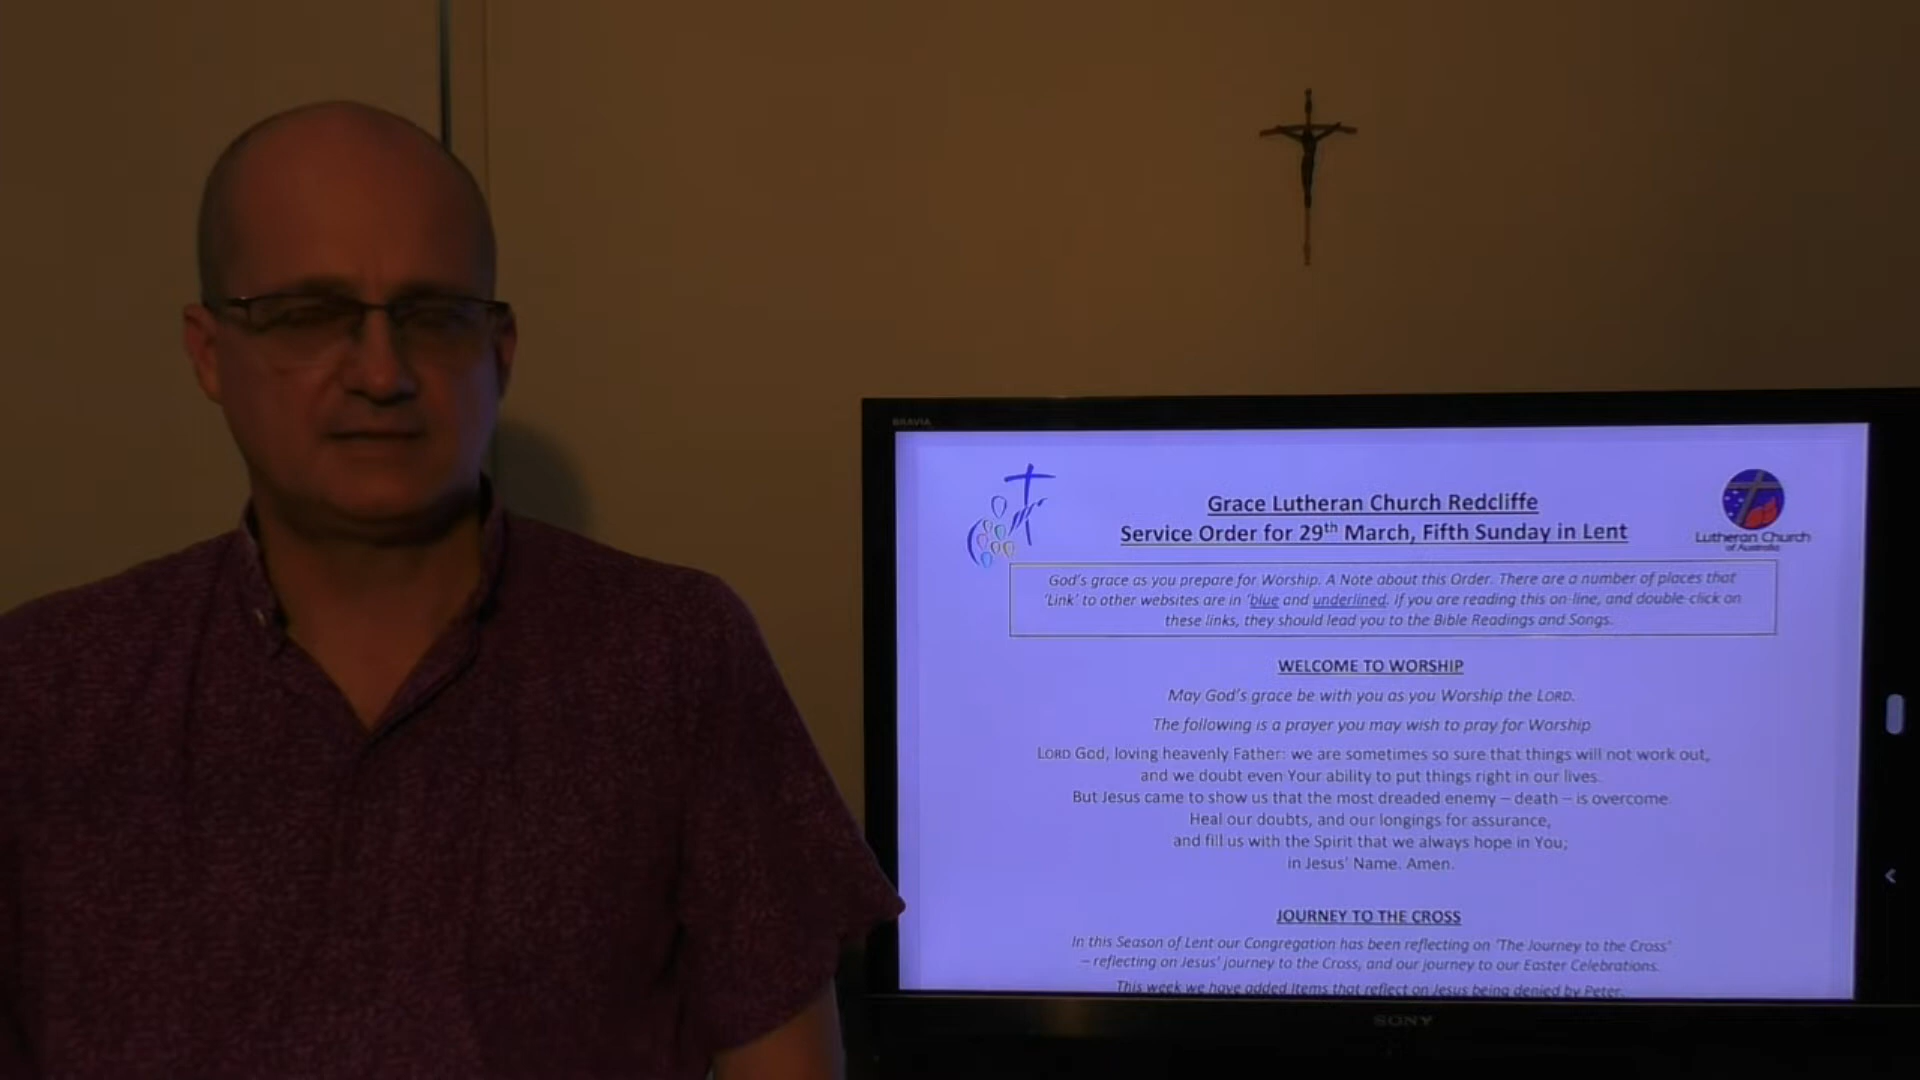 BRAVIA
Grace Lutheran Church Redcliffe
Service Order for 29th March, Fifth Sunday in Lent
Lutheran Church
of Australia
God's grace as you prepare for Worship. A Note about this Order. There are a number of places that
'Link' to other websites are in 'blue and underlined. If you are reading this on-line, and double-click on
these links, they should lead you to the Bible Readings and Songs.
WELCOME TO WORSHIP
May God's grace be with you as you Worship the LORD.
The following is a prayer you may wish to pray for Worship
LORD God, loving heavenly Father: we are sometimes so sure that things will not work out,
and we doubt even Your ability to put things right in our lives.
But Jesus came to show us that the most dreaded enemy – death – is overcome
Heal our doubts, and our longings for assurance,
and fill us with the Spirit that we always hope in You;
in Jesus' Name. Amen.
JOURNEY TO THE CROSS
In this Season of Lent our Congregation has been reflecting on 'The Journey to the Cross'
– reflecting on Jesus' journey to the Cross, and our journey to our Easter Celebrations.
This week we have added Items that reflect on Jesus being denied by Peter.
SONY